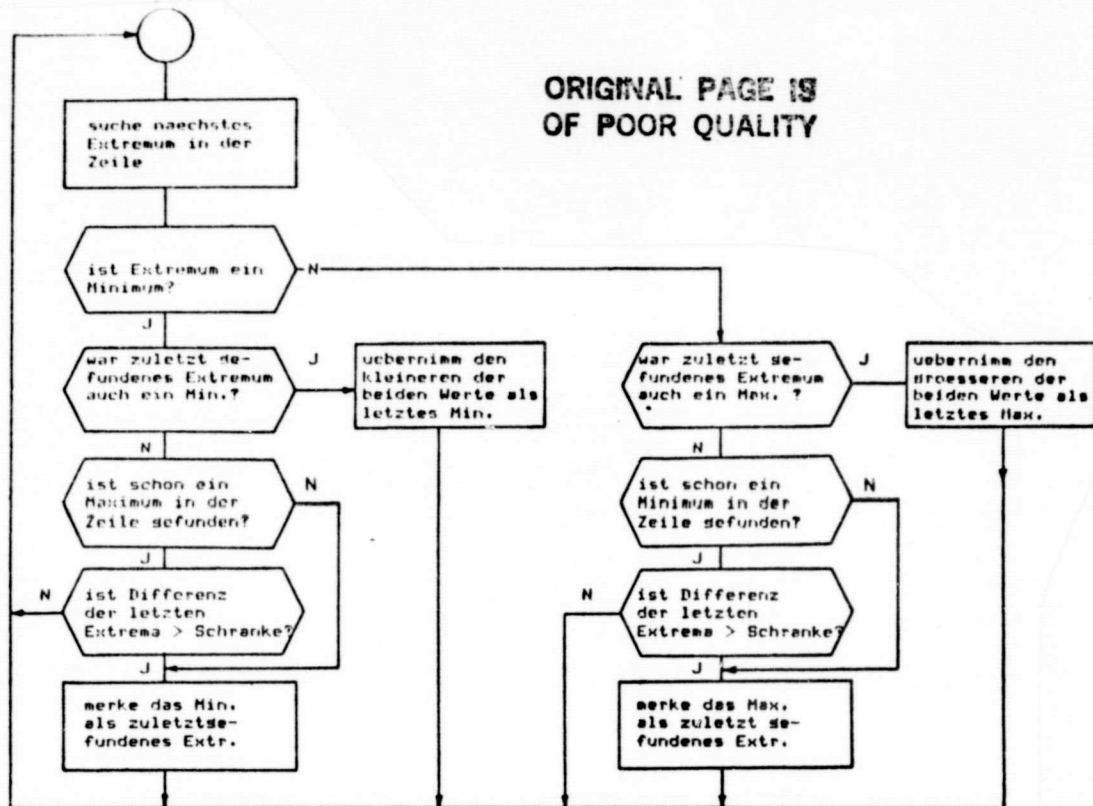 ORIGINAL PAGE IS
OF POOR QUALITY
suche naechstes
Extremum in der
Zeile
ist Extremum ein
Minimum?
N
J
war zuletzt ge-
fundenes Extremum
auch ein Min.?
J
uebernimm den
kleineren der
beiden Werte als
letztes Min.
N
ist schon ein
Maximum in der
Zeile gefunden?
N
J
ist Differenz
der letzten
Extrema > Schranke?
N
J
merke das Min.
als zuletztge-
fundenes Extr.
war zuletzt ge-
fundenes Extremum
auch ein Max. ?
J
uebernimm den
groesseren der
beiden Werte als
letztes Max.
N
ist schon ein
Minimum in der
Zeile gefunden?
N
J
ist Differenz
der letzten
Extrema > Schranke?
N
J
merke das Max.
als zuletzt ge-
fundenes Extr.